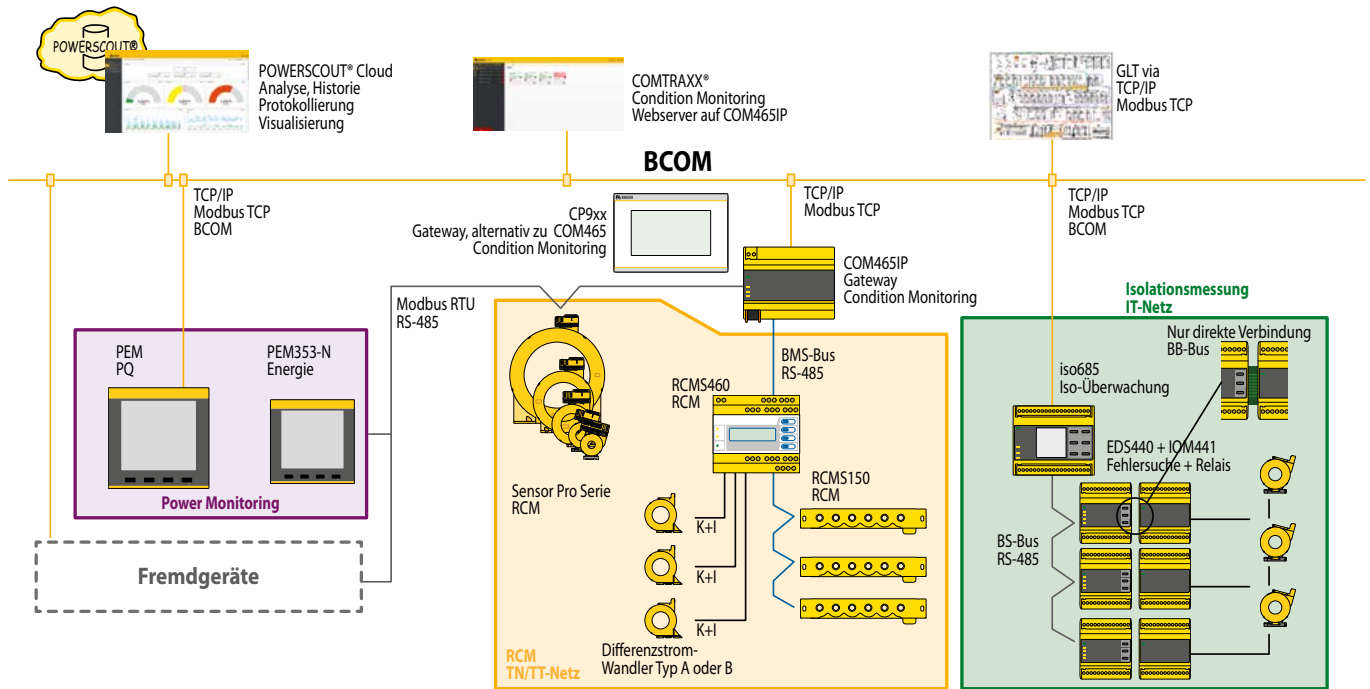 POWERSCOUT®
POWERSCOUT® Cloud
Analyse, Historie
Protokollierung
Visualisierung
COMTRAXX®
Condition Monitoring
Webserver auf COM465IP
GLT via
TCP/IP
Modbus TCP
BCOM
TCP/IP
Modbus TCP
BCOM
CP9xx
Gateway, alternativ zu COM465
Condition Monitoring
TCP/IP
Modbus TCP
TCP/IP
Modbus TCP
BCOM
COM465IP
Gateway
Condition Monitoring
Modbus RTU
RS-485
Isolationsmessung
IT-Netz
Nur direkte Verbindung
BB-Bus
PEM
PQ
PEM353-N
Energie
Power Monitoring
BMS-Bus
RS-485
RCMS460
RCM
iso685
Iso-Überwachung
EDS440 + IOM441
Fehlersuche + Relais
Sensor Pro Serie
RCM
RCMS150
RCM
K+I
K+I
K+I
BS-Bus
RS-485
Fremdgeräte
Differenzstrom-
Wandler Typ A oder B
RCM
TN/TT-Netz